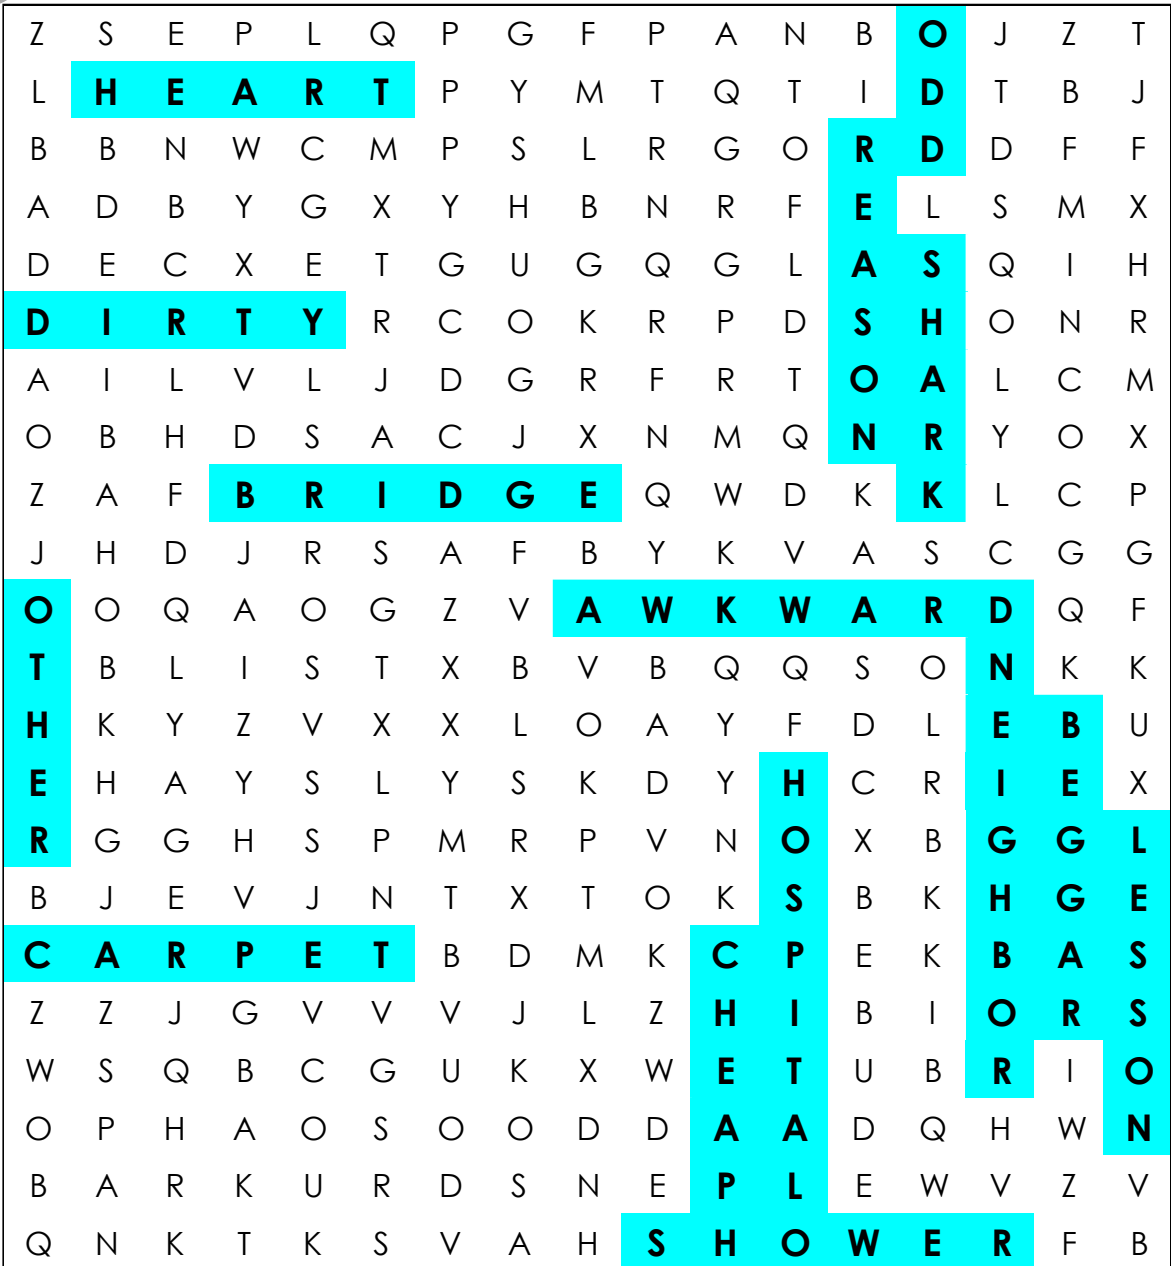 Z S E P L Q P G F P A N B O J Z T
L H E A R T P Y M T Q T I D T B J
B B N W C M P S L R G O R D D F F
A D B Y G X Y H B N R F E L S M X
D E C X E T G U G Q G L A S Q I H
D I R T Y R C O K R P D S H O N R
A I L V L J D G R F R T O A L C M
O B H D S A C J X N M Q N R Y O X
Z A F B R I D G E Q W D K K L C P
J H D J R S A F B Y K V A S C G G
O O Q A O G Z V A W K W A R D Q F
T B L I S T X B V B Q Q S O N K K
H K Y Z V X X L O A Y F D L E B U
E H A Y S L Y S K D Y H C R I E X
R G G H S P M R P V N O X B G G L
B J E V J N T X T O K S B K H G E
C A R P E T B D M K C P E K B A S
Z Z J G V V V J L Z H I B I O R S
W S Q B C G U K X W E T U B R I O
O P H A O S O O D D A A D Q H W N
B A R K U R D S N E P L E W V Z V
Q N K T K S V A H S H O W E R F B